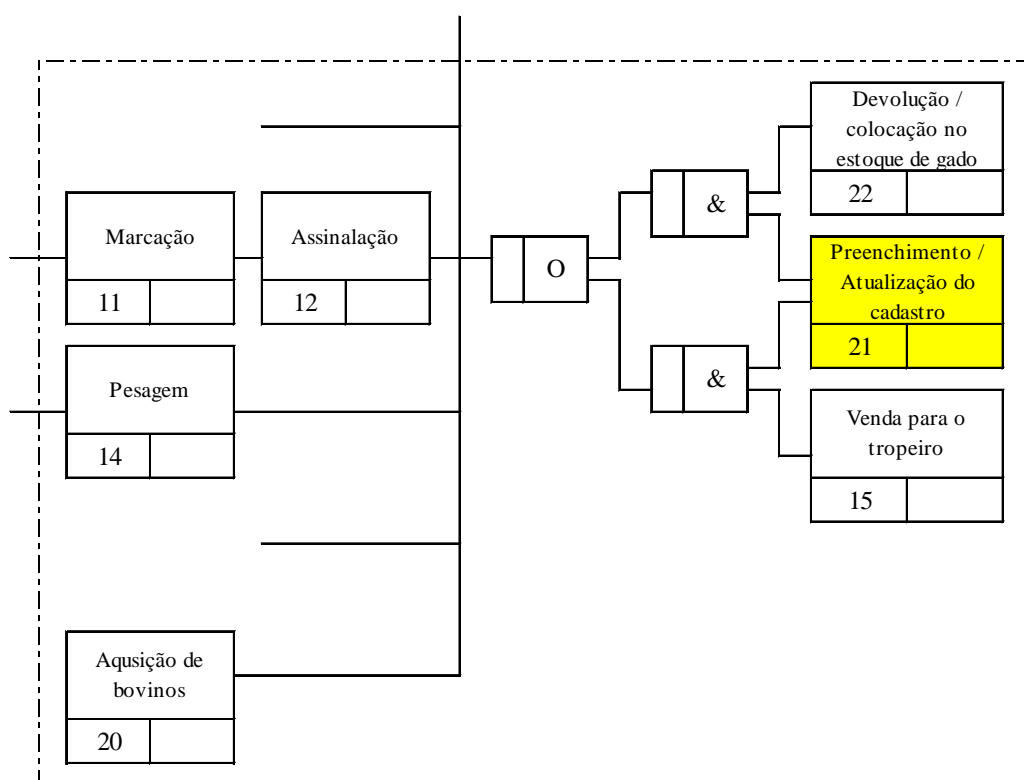 Devolução /
colocação no
estoque de gado
22
&
Marcação
11
Assinalação
12
O
Preenchimento /
Atualização do
cadastro
21
Pesagem
14
&
Venda para o
tropeiro
15
Aqusição de
bovinos
20